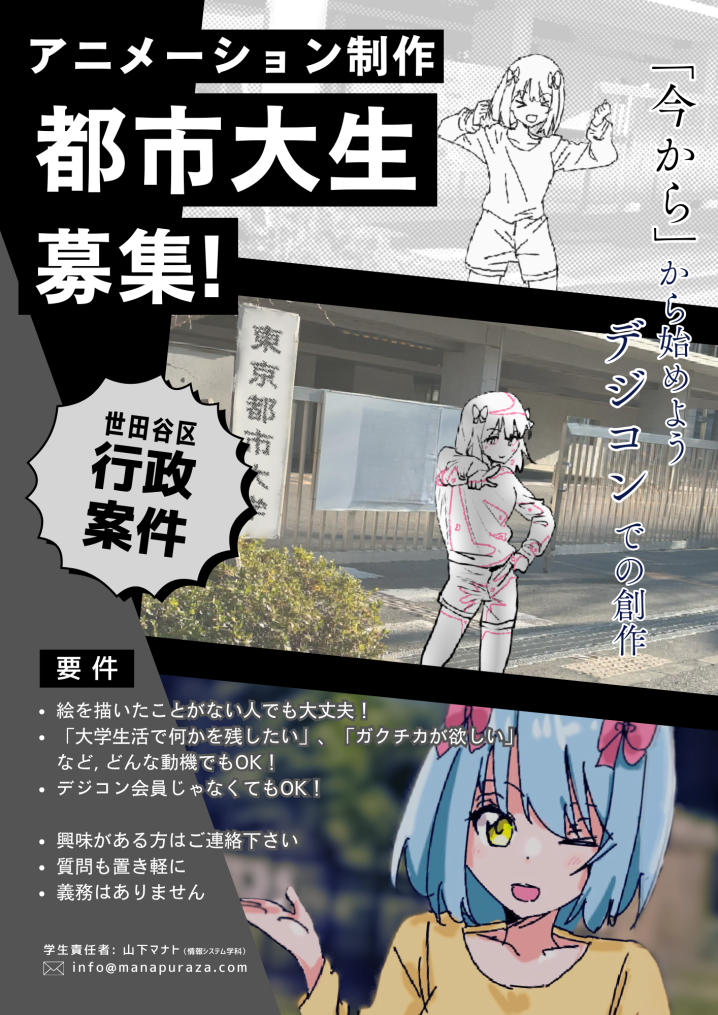 アニメーション制作
都市大生
募集!
「今から」から始めよう
デジコンでの創作
東京都市大学
世田谷区
行政
案件
要件
• 絵を描いたことがない人でも大丈夫！
• 「大学生活で何かを残したい」、「ガクチカが欲しい」
など, どんな動機でもOK！
• デジコン会員じゃなくてもOK！
• 興味がある方はご連絡下さい
• 質問も置き軽に
• 義務はありません
学生責任者: 山下マナト (情報システム学科)
info@manapuraza.com